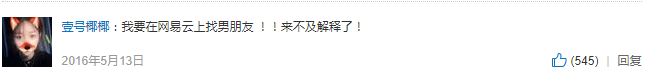 壹号椰椰：我要在网易云上找男朋友 ！！来不及解释了！
2016年5月13日 (545) | 回复